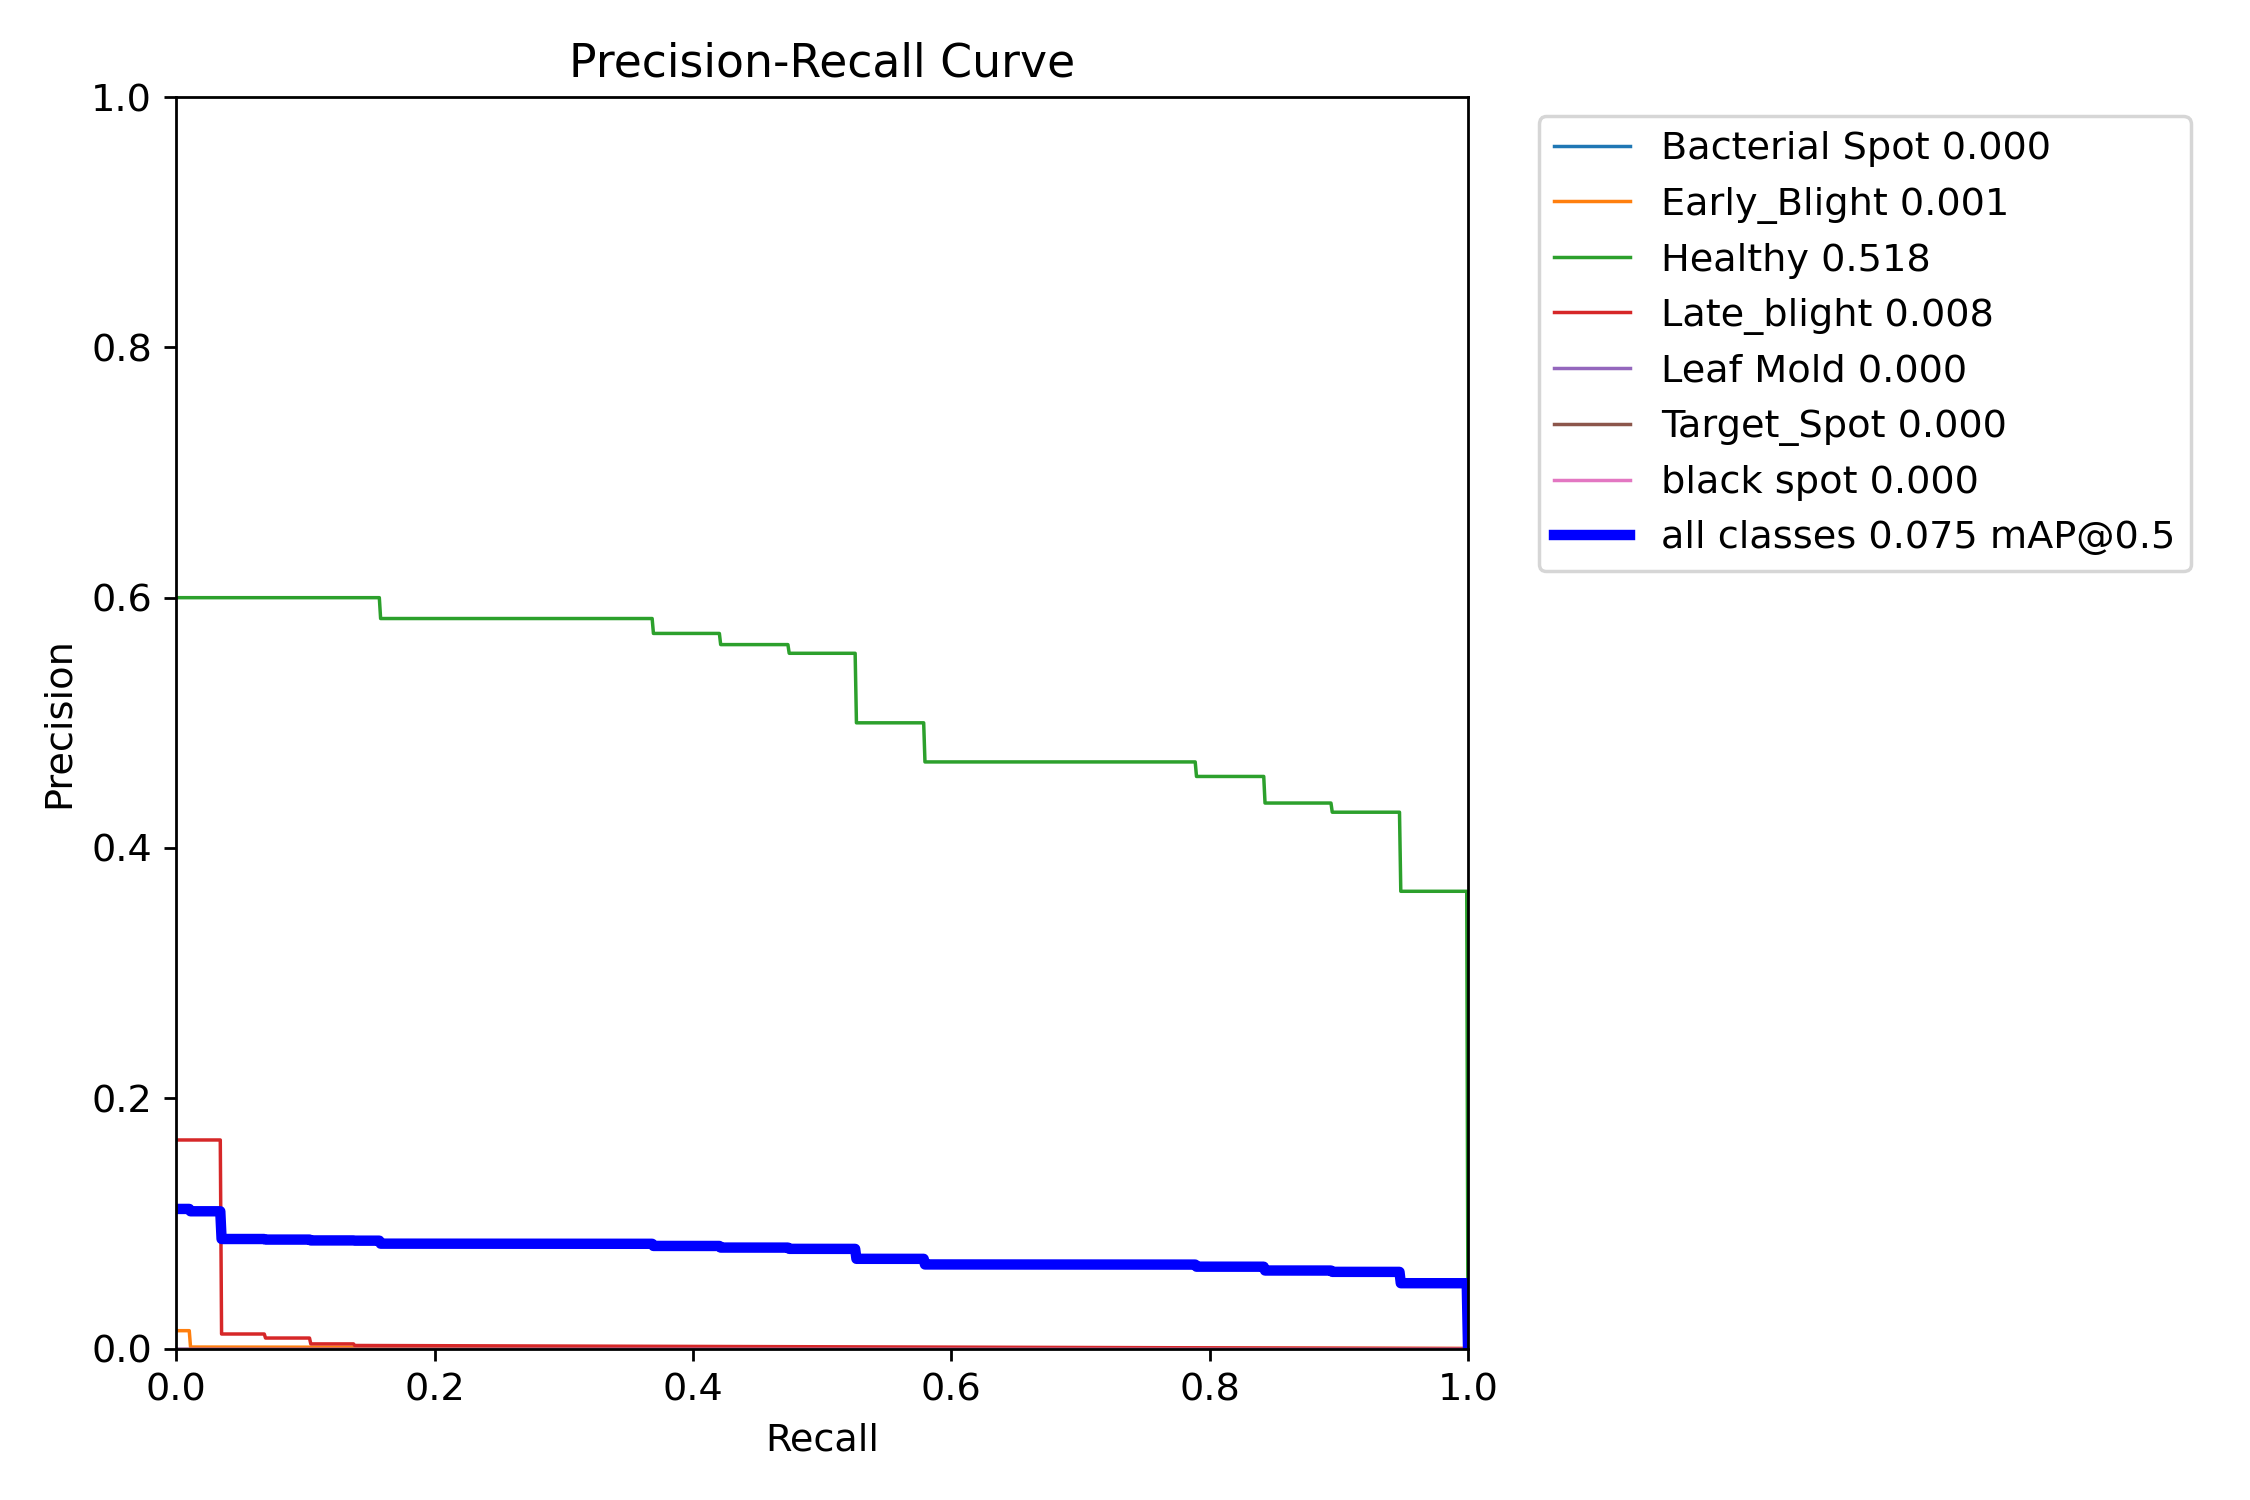 Precision-Recall Curve
1.0
0.8
0.6
0.4
0.2
0.0
Precision
0.0 0.2 0.4 0.6 0.8 1.0
Recall
Bacterial Spot 0.000
Early_Blight 0.001
Healthy 0.518
Late_blight 0.008
Leaf Mold 0.000
Target_Spot 0.000
black spot 0.000
all classes 0.075 mAP@0.5